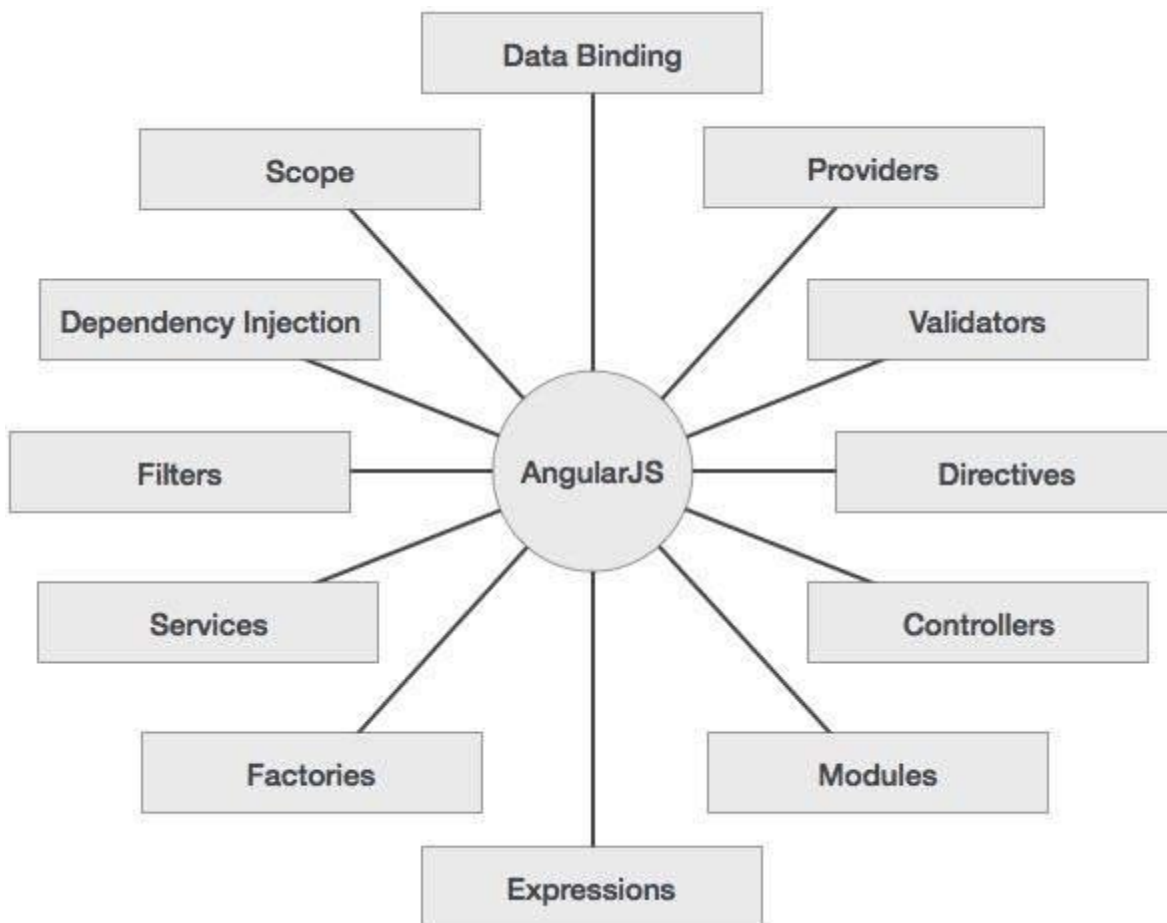 Data Binding
Scope
Providers
Dependency Injection
Validators
Filters
AngularJS
Directives
Services
Controllers
Factories
Modules
Expressions